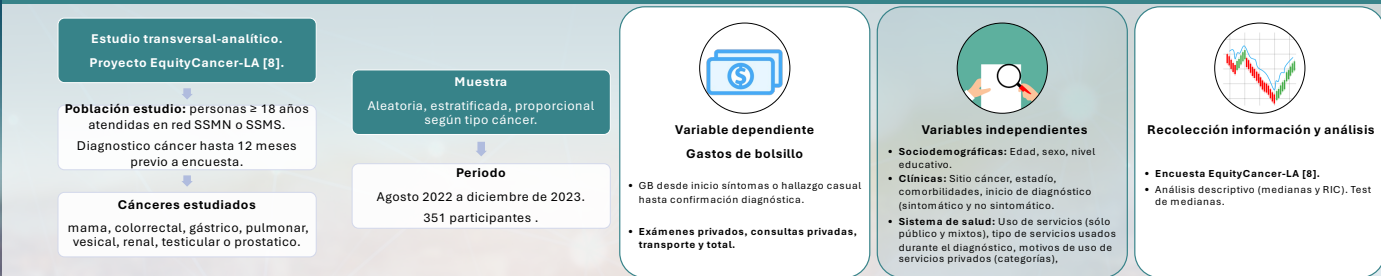 Estudio transversal-analítico.
Proyecto EquityCancer-LA [8].
Población estudio: personas ≥ 18 años
atendidas en red SSMN o SSMS.
Diagnostico cáncer hasta 12 meses
previo a encuesta.
Cánceres estudiados
mama, colorrectal, gástrico, pulmonar,
vesical, renal, testicular o prostatico.
Muestra
Aleatoria, estratificada, proporcional
según tipo cáncer.
Periodo
Agosto 2022 a diciembre de 2023.
351 participantes .
$
Variable dependiente
Gastos de bolsillo
• GB desde inicio síntomas o hallazgo casual
hasta confirmación diagnóstica.
• Exámenes privados, consultas privadas,
transporte y total.
Variables independientes
• Sociodemográficas: Edad, sexo, nivel
educativo.
• Clínicas: Sitio cáncer, estadío,
comorbilidades, inicio de diagnóstico
(sintomático y no sintomático.
• Sistema de salud: Uso de servicios (sólo
público y mixtos), tipo de servicios usados
durante el diagnóstico, motivos de uso de
servicios privados (categorías),
Recolección información y análisis
• Encuesta EquityCancer-LA [8].
• Análisis descriptivo (medianas y RIC). Test
de medianas.